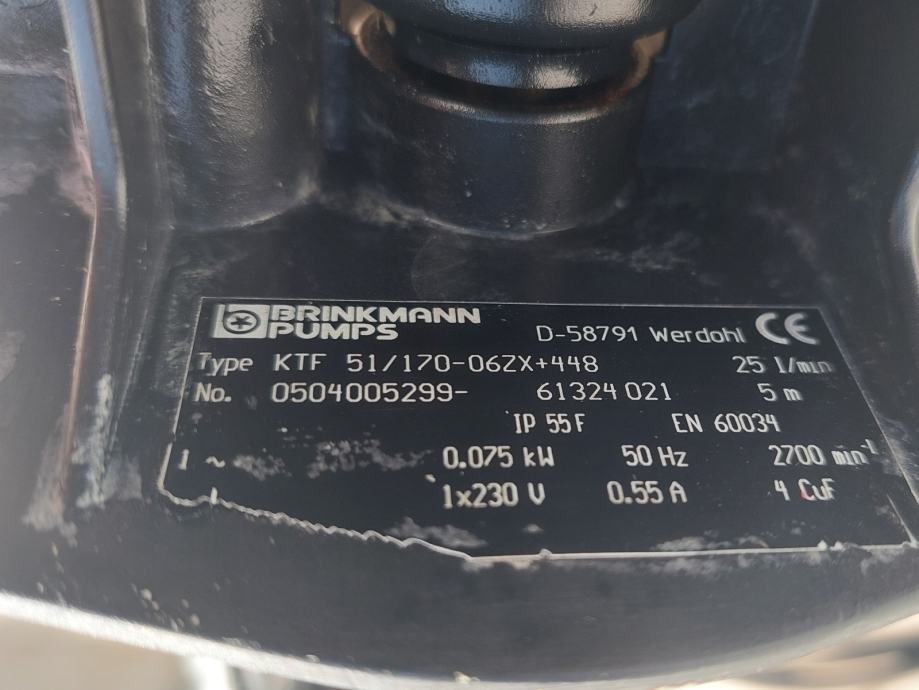 BRINKMANN
PUMPS
D-58791 Werdohl CE
Type KTF 51/170-06ZX+448 25 l/min
No. 0504005299- 61324 021 5 m
IP 55 F EN 60034
1 ~ 0.075 kW 50 Hz 2700 min⁻¹
1x230 V 0.55 A 4 CuF